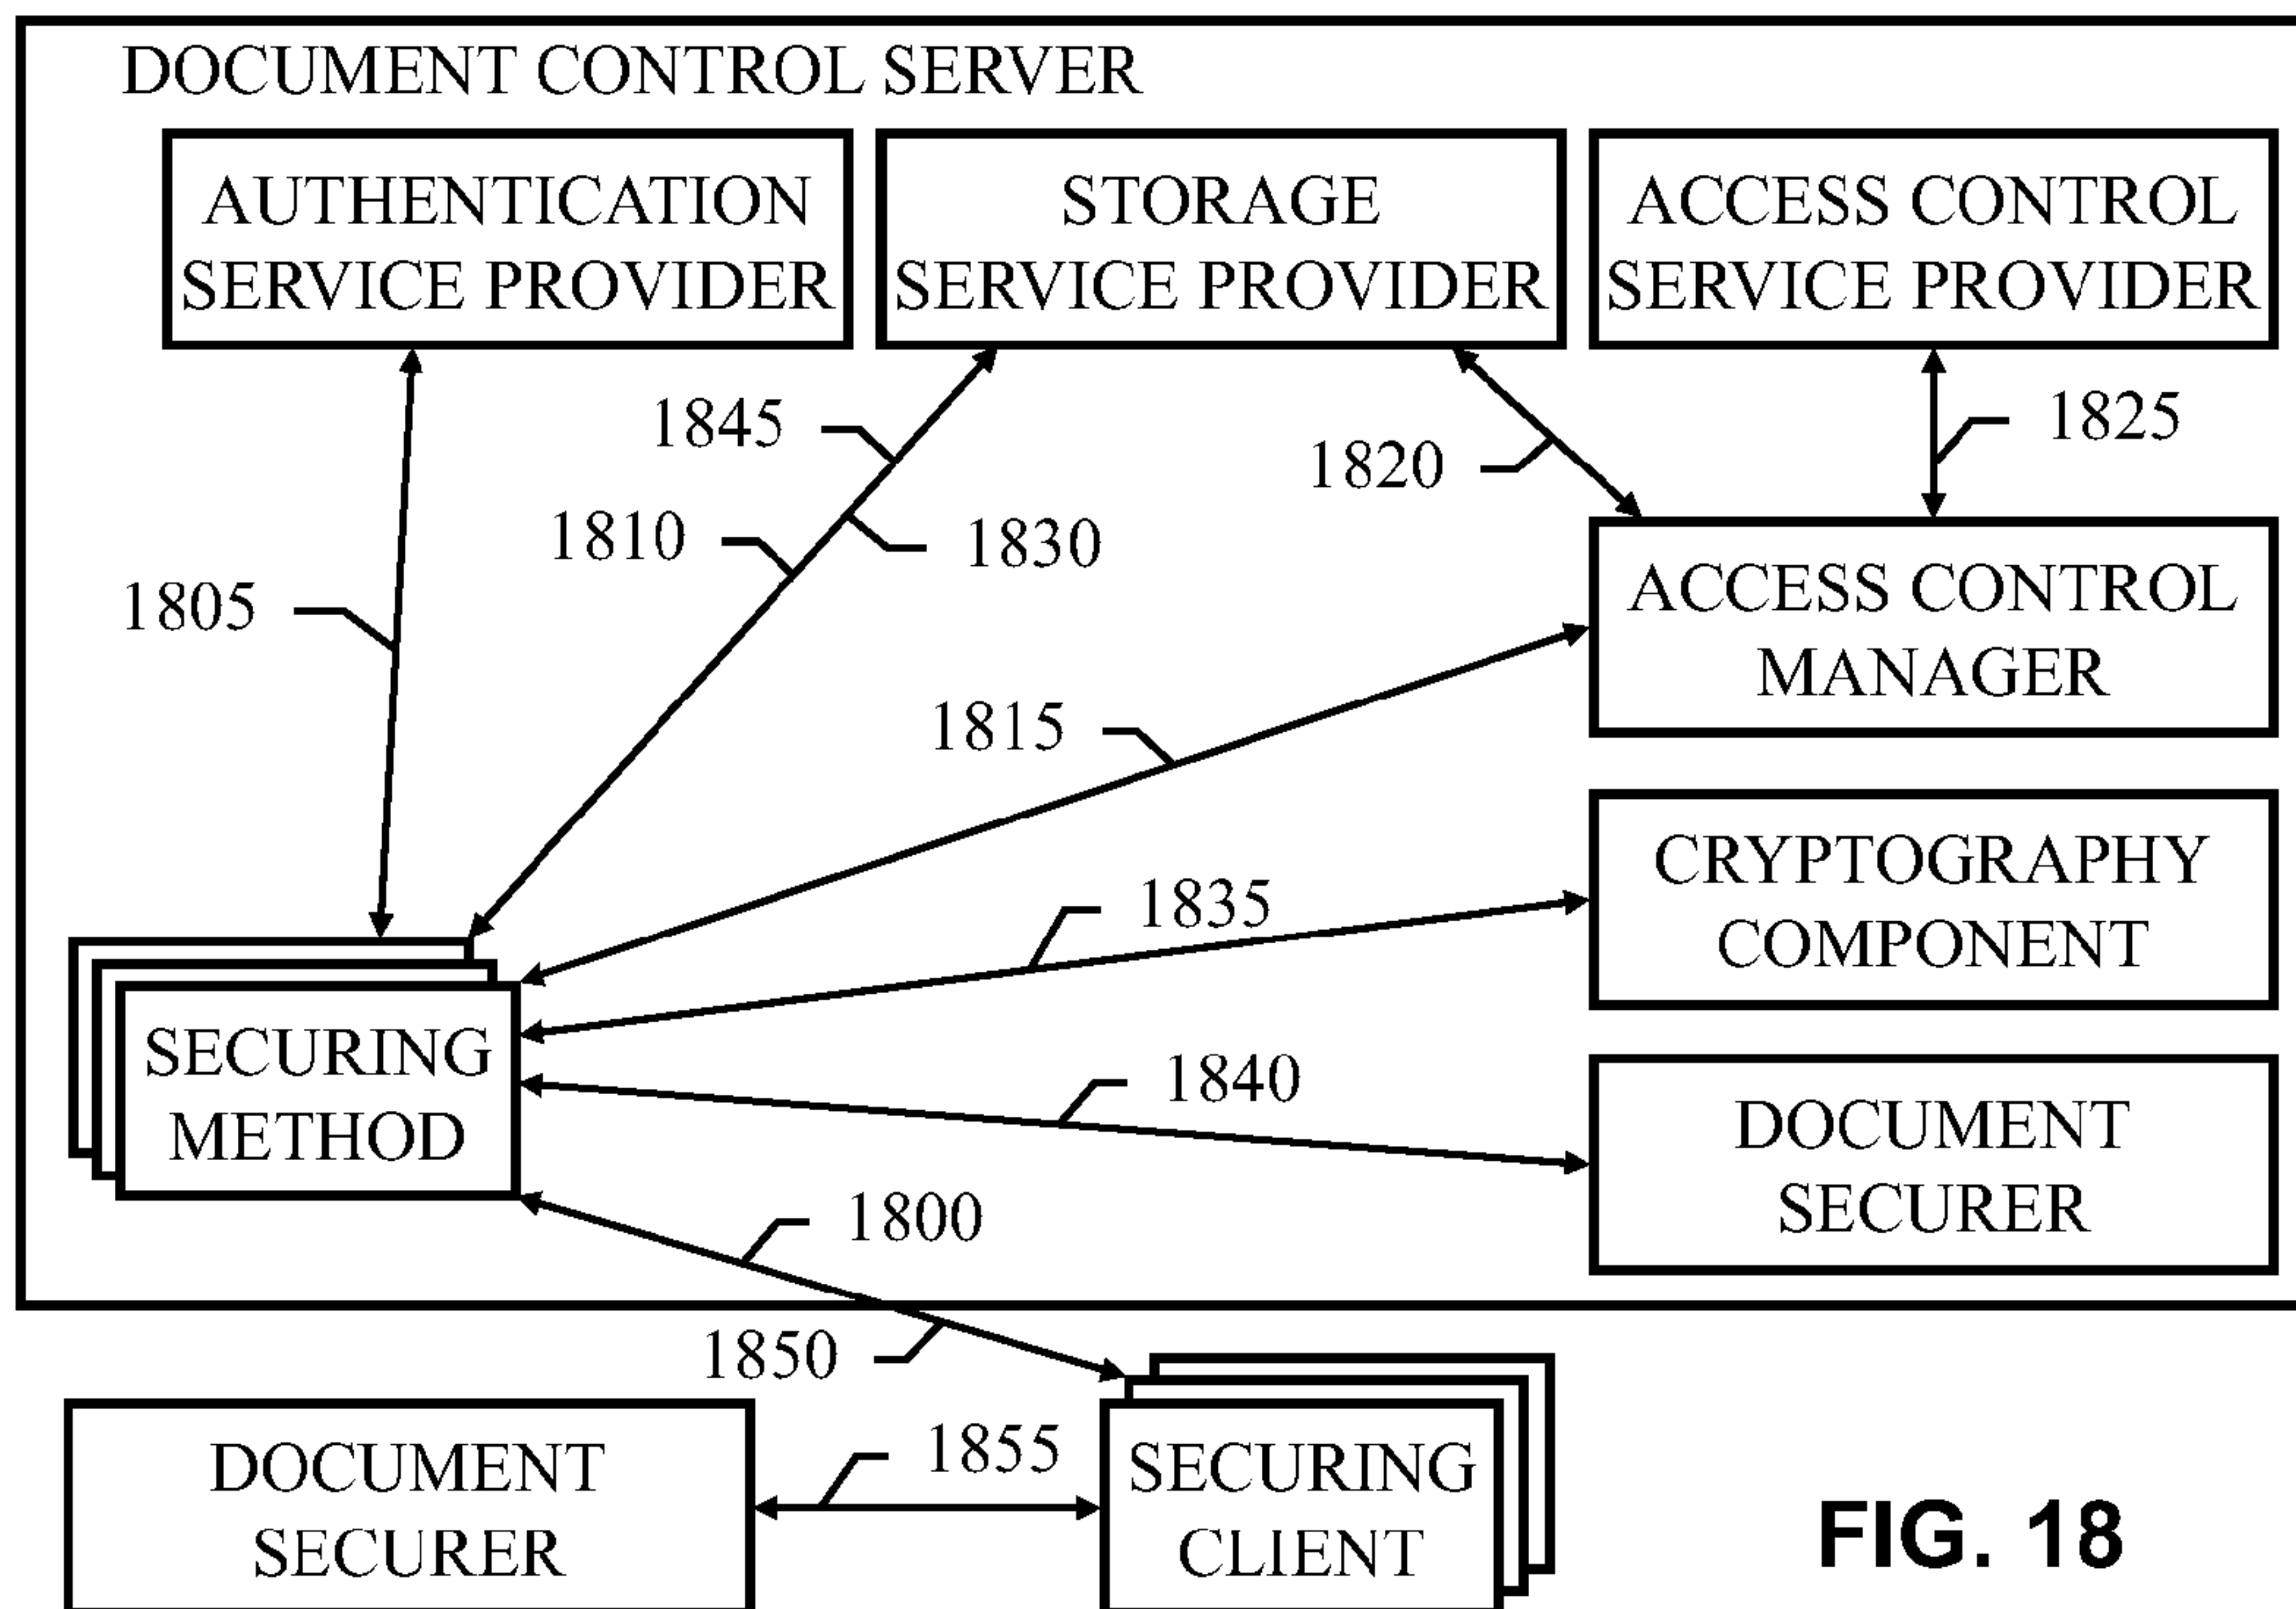 DOCUMENT CONTROL SERVER
AUTHENTICATION
SERVICE PROVIDER
STORAGE
SERVICE PROVIDER
ACCESS CONTROL
SERVICE PROVIDER
1845
1820
1825
1810
1830
1805
ACCESS CONTROL
MANAGER
1815
CRYPTOGRAPHY
COMPONENT
1835
SECURING
METHOD
1840
DOCUMENT
SECURER
1800
1850
DOCUMENT
SECURER
1855
SECURING
CLIENT
FIG. 18